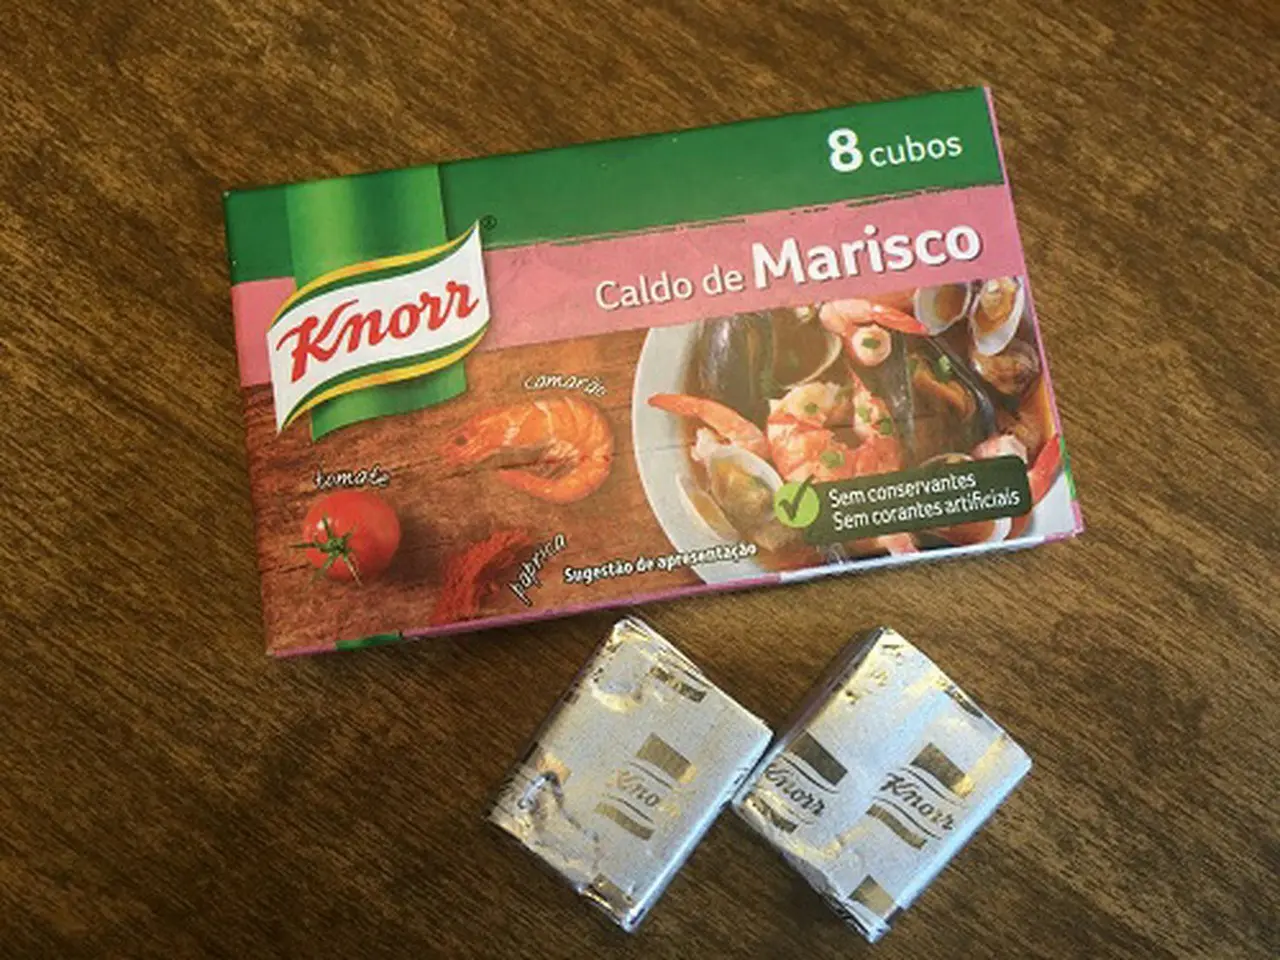 8 cubos
Caldo de Marisco
Knorr
®
camarão
tomate
paprica
Sugestão de apresentação
Sem conservantes
Sem corantes artificiais
Knorr
Knorr
Knorr